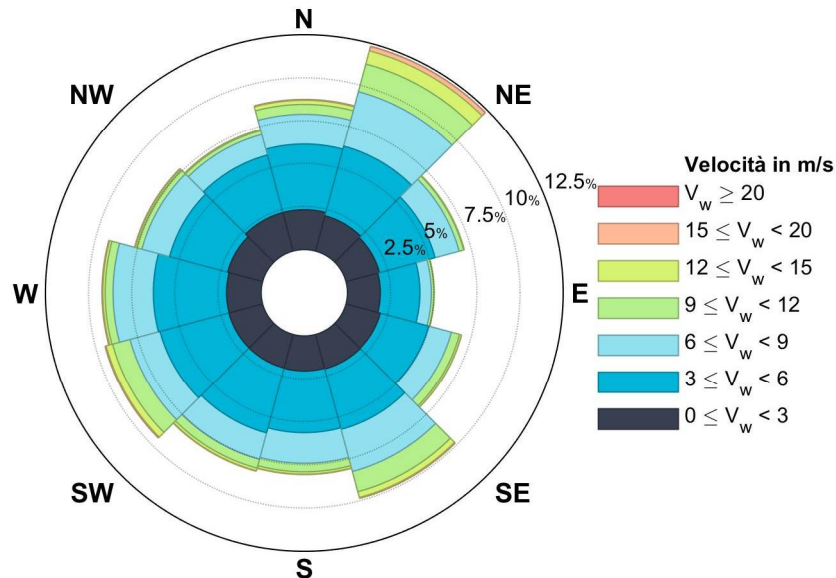 N
NW
NE
12.5%
10%
7.5%
5%
2.5%
W
E
SW
SE
S
Velocità in m/s
V_w ≥ 20
15 ≤ V_w < 20
12 ≤ V_w < 15
9 ≤ V_w < 12
6 ≤ V_w < 9
3 ≤ V_w < 6
0 ≤ V_w < 3